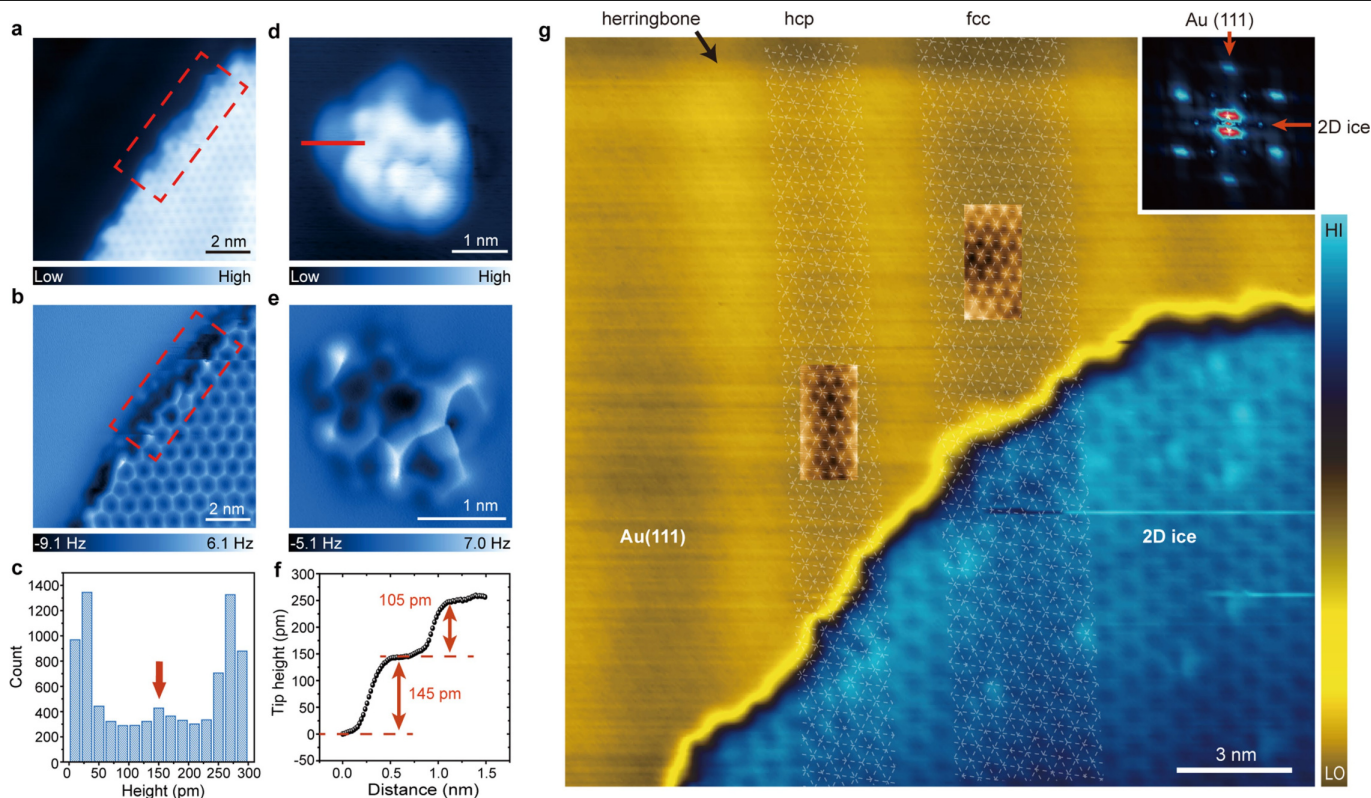 a
2 nm
Low High
d
1 nm
Low High
b
2 nm
-9.1 Hz 6.1 Hz
e
1 nm
-5.1 Hz 7.0 Hz
c
Count
1400
1200
1000
800
600
400
200
0
0 50 100 150 200 250 300
Height (pm)
f
Tip height (pm)
300
250
200
150
100
50
0
-50
105 pm
145 pm
0.0 0.5 1.0 1.5
Distance (nm)
g
herringbone hcp fcc Au (111)
2D ice
HI
Au(111)
2D ice
3 nm
LO